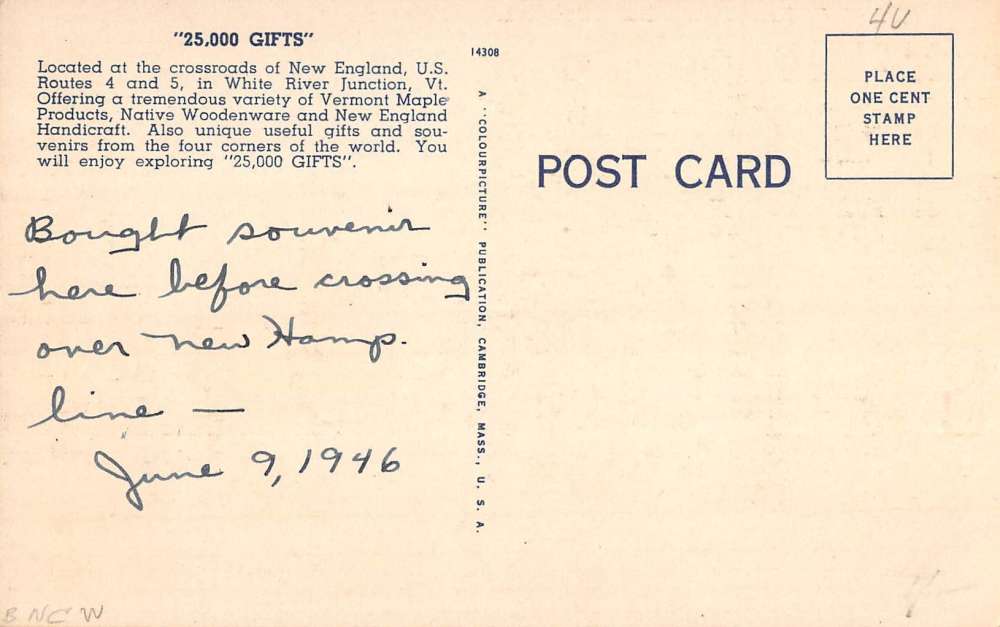 "25,000 GIFTS"
Located at the crossroads of New England, U.S.
Routes 4 and 5, in White River Junction, Vt.
Offering a tremendous variety of Vermont Maple
Products, Native Woodenware and New England
Handicraft. Also unique useful gifts and sou-
venirs from the four corners of the world. You
will enjoy exploring "25,000 GIFTS".
Bought souvenir
here before crossing
over new Hamp.
line —
June 9, 1946
14308
A "COLOURPICTURE" PUBLICATION, CAMBRIDGE, MASS., U. S. A.
POST CARD
4U
PLACE
ONE CENT
STAMP
HERE
B NC W